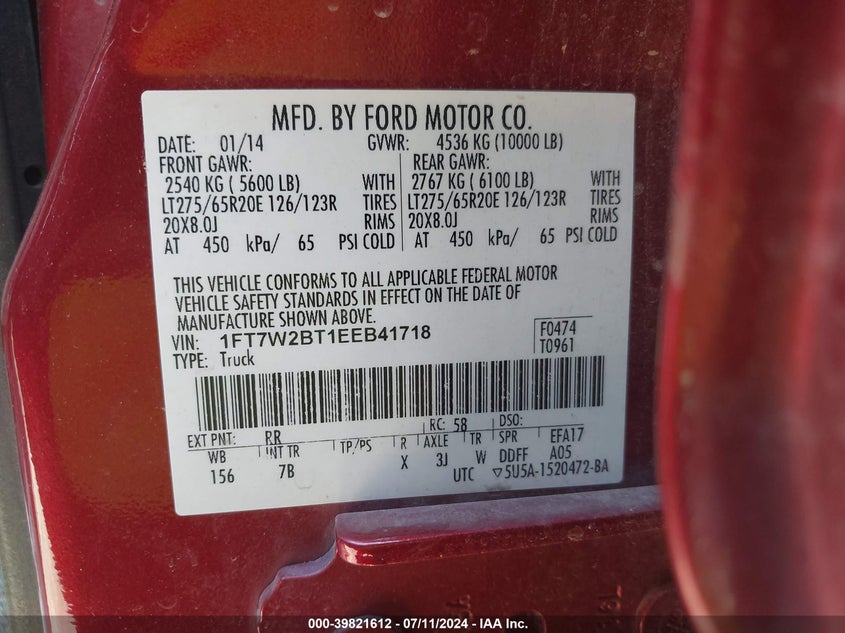 MFD. BY FORD MOTOR CO.
DATE: 01/14 GVWR: 4536 KG (10000 LB)
FRONT GAWR: REAR GAWR:
2540 KG ( 5600 LB) WITH 2767 KG ( 6100 LB) WITH
LT275/65R20E 126/123R TIRES LT275/65R20E 126/123R TIRES
20X8.0J RIMS 20X8.0J RIMS
AT 450 kPa/ 65 PSI COLD AT 450 kPa/ 65 PSI COLD
THIS VEHICLE CONFORMS TO ALL APPLICABLE FEDERAL MOTOR
VEHICLE SAFETY STANDARDS IN EFFECT ON THE DATE OF
MANUFACTURE SHOWN ABOVE.
VIN: 1FT7W2BT1EEB41718 F0474
TYPE: Truck T0961
EXT PNT: RR RC: 58 DSO:
WB INT TR TP/PS R AXLE TR SPR EFA17
156 7B X 3J W DDFF A05
UTC ▽5U5A-1520472-BA
000-39821612 - 07/11/2024 - IAA Inc.